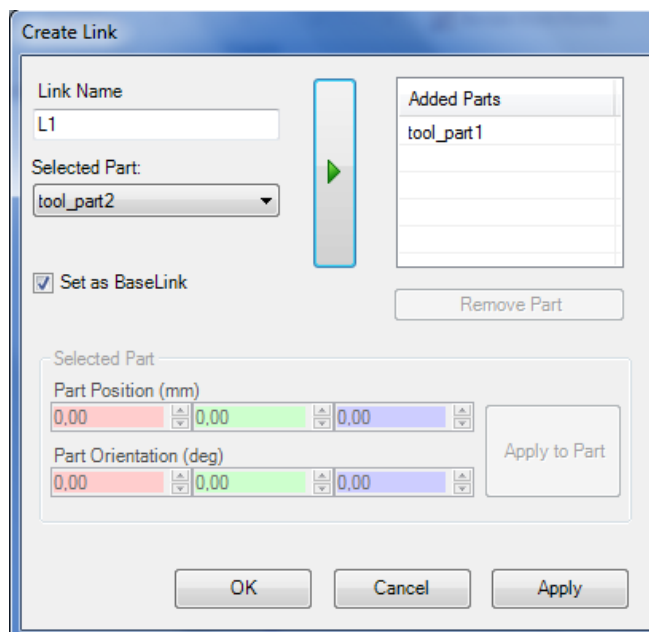 Create Link
Link Name
L1
Selected Part:
tool_part2
Set as BaseLink
Added Parts
tool_part1
Remove Part
Selected Part
Part Position (mm)
0,00 0,00 0,00
Part Orientation (deg)
0,00 0,00 0,00
Apply to Part
OK Cancel Apply